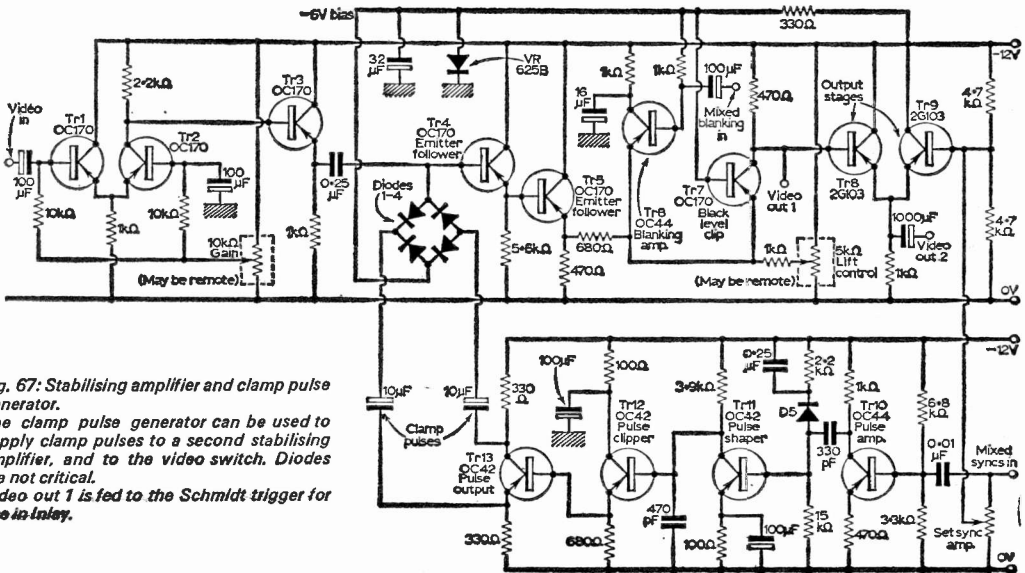 -6V bias
330Ω
-12V
Video
in
100
μF
Tr1
OC170
2·2kΩ
Tr2
OC170
100
μF
10kΩ
1kΩ
10kΩ
10kΩ
Gain
(May be remote)
Tr3
OC170
0·25
μF
1kΩ
32
μF
VR
625B
Tr4
OC170
Emitter
follower
Diodes
1-4
5·6kΩ
Tr5
OC170
Emitter
follower
680Ω
470Ω
1kΩ
16
μF
1kΩ
100μF
Mixed
blanking
in
Tr6
OC44
Blanking
amp.
Tr7
OC170
Black
level
clip
470Ω
Video
out 1
1kΩ
5kΩ
Lift
control
(May be remote)
Output
stages
Tr8
2G103
Tr9
2G103
1000μF
Video
out 2
1kΩ
4·7
kΩ
4·7
kΩ
0V
-12V
10μF
10μF
Clamp
pulses
330
Ω
Tr13
OC42
Pulse
output
330Ω
100μF
100Ω
Tr12
OC42
Pulse
clipper
680Ω
470
pF
3·9kΩ
Tr11
OC42
Pulse
shaper
100Ω
100μF
0·25
μF
2·2
kΩ
D5
330
pF
15
kΩ
1kΩ
Tr10
OC44
Pulse
amp.
470Ω
6·8
kΩ
0·01
μF
3·3kΩ
Mixed
syncs in
Set sync
amp.
0V
g. 67: Stabilising amplifier and clamp pulse
enerator.
e clamp pulse generator can be used to
pply clamp pulses to a second stabilising
mplifier, and to the video switch. Diodes
e not critical.
deo out 1 is fed to the Schmidt trigger for
e in Inlay.